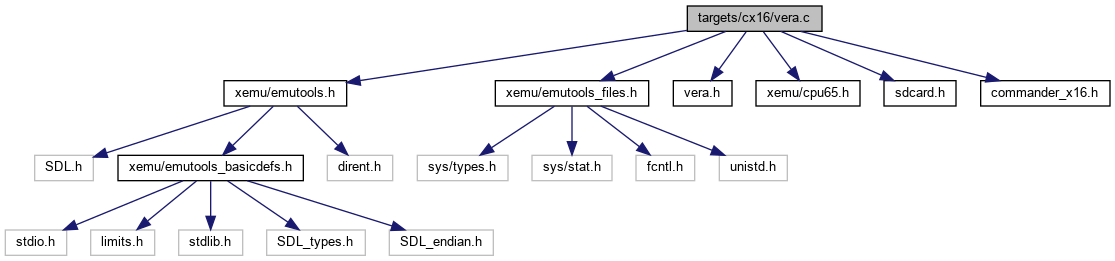 targets/cx16/vera.c
xemu/emutools.h
xemu/emutools_files.h
vera.h
xemu/cpu65.h
sdcard.h
commander_x16.h
SDL.h
xemu/emutools_basicdefs.h
dirent.h
sys/types.h
sys/stat.h
fcntl.h
unistd.h
stdio.h
limits.h
stdlib.h
SDL_types.h
SDL_endian.h